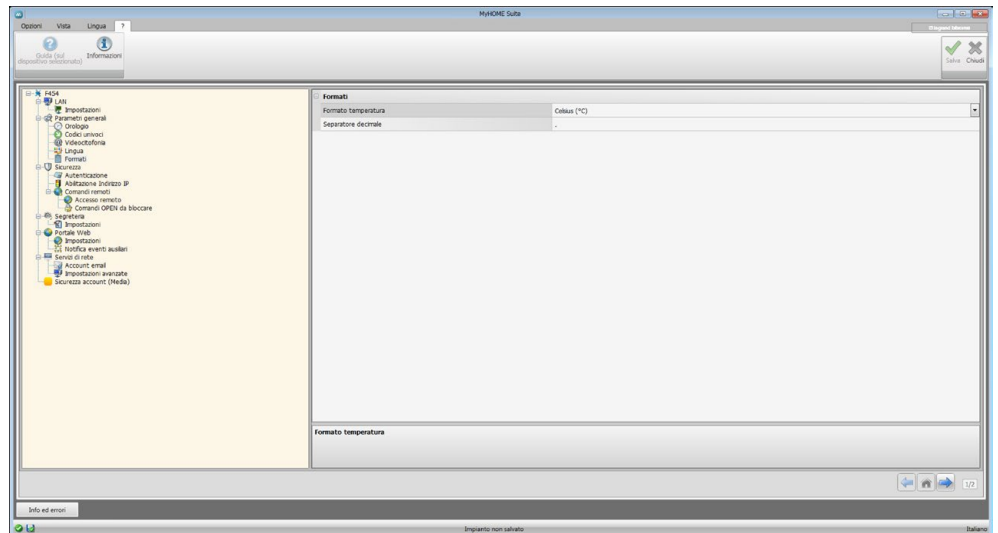 MyHOME Suite
Opzioni Vista Lingua ?
Guida (sul dispositivo selezionato)
Informazioni
Salva Chiudi
F454
LAN
Impostazioni
Parametri generali
Orologio
Codici univoci
Videocitofonia
Lingua
Formati
Sicurezza
Autenticazione
Abilitazione Indirizzo IP
Comandi remoti
Accesso remoto
Comandi OPEN da bloccare
Segreteria
Impostazioni
Portale Web
Impostazioni
Notifica eventi ausiliari
Servizi di rete
Account email
Impostazioni avanzate
Sicurezza account (Media)
Formati
Formato temperatura Celsius (°C)
Separatore decimale .
Formato temperatura
1/2
Info ed errori
Impianto non salvato Italiano